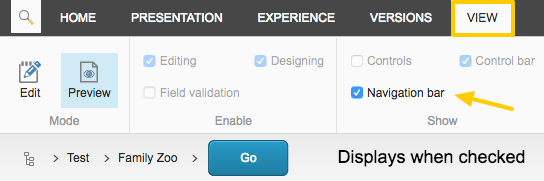 HOME PRESENTATION EXPERIENCE VERSIONS VIEW
Editing Designing Controls Control bar
Edit Preview Field validation Navigation bar
Mode Enable Show
Test Family Zoo Go Displays when checked